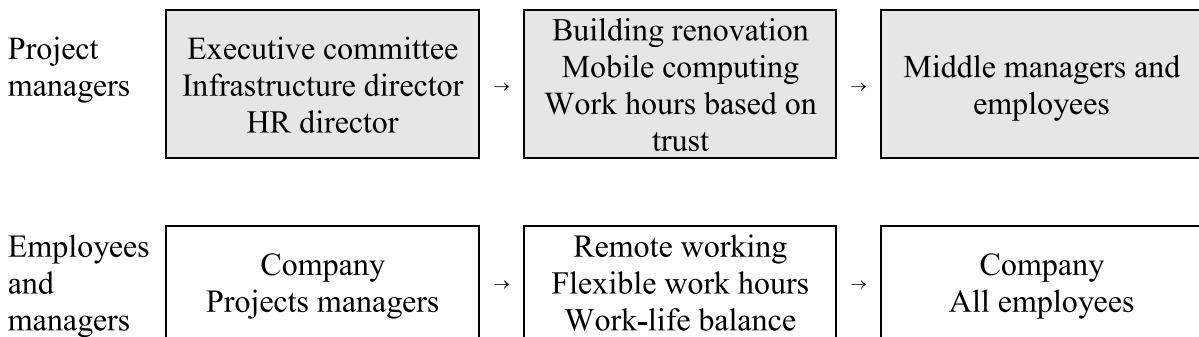 Project
managers
Executive committee
Infrastructure director
HR director
→
Building renovation
Mobile computing
Work hours based on
trust
→
Middle managers and
employees
Employees
and
managers
Company
Projects managers
→
Remote working
Flexible work hours
Work-life balance
→
Company
All employees